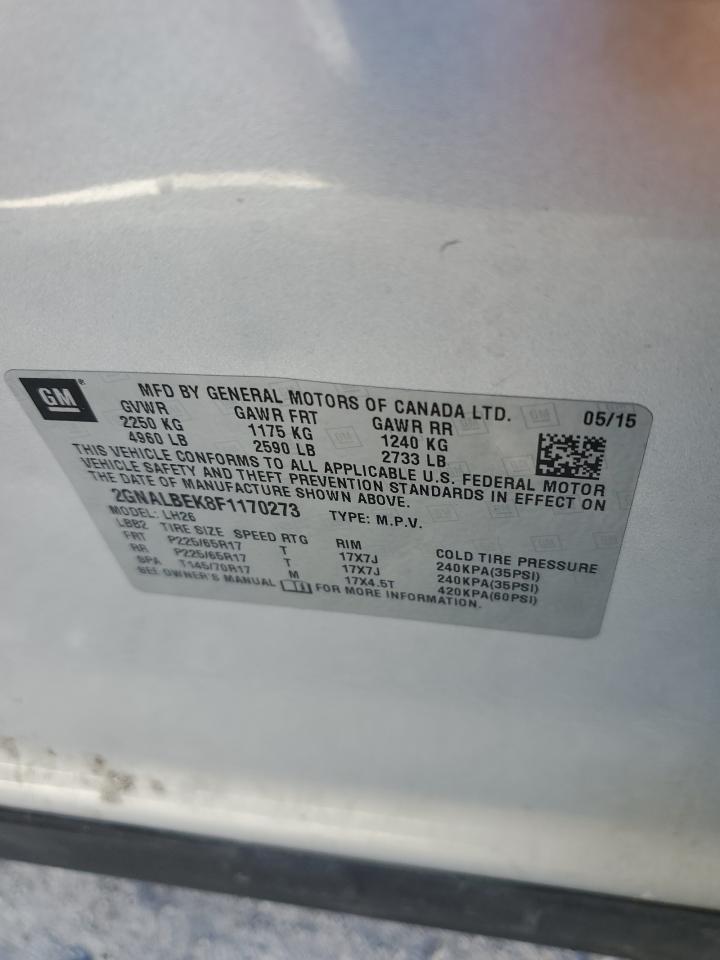 GM®
MFD BY GENERAL MOTORS OF CANADA LTD. 05/15
GVWR GAWR FRT GAWR RR
2250 KG 1175 KG 1240 KG
4960 LB 2590 LB 2733 LB
THIS VEHICLE CONFORMS TO ALL APPLICABLE U.S. FEDERAL MOTOR
VEHICLE SAFETY AND THEFT PREVENTION STANDARDS IN EFFECT ON
THE DATE OF MANUFACTURE SHOWN ABOVE.
2GNALBEK8F1170273 TYPE: M.P.V.
MODEL: LH26
LBB2 TIRE SIZE SPEED RTG RIM COLD TIRE PRESSURE
FRT P225/65R17 T 17X7J 240KPA(35PSI)
RR P225/65R17 T 17X7J 240KPA(35PSI)
SPA T145/70R17 M 17X4.5T 420KPA(60PSI)
SEE OWNER'S MANUAL FOR MORE INFORMATION.